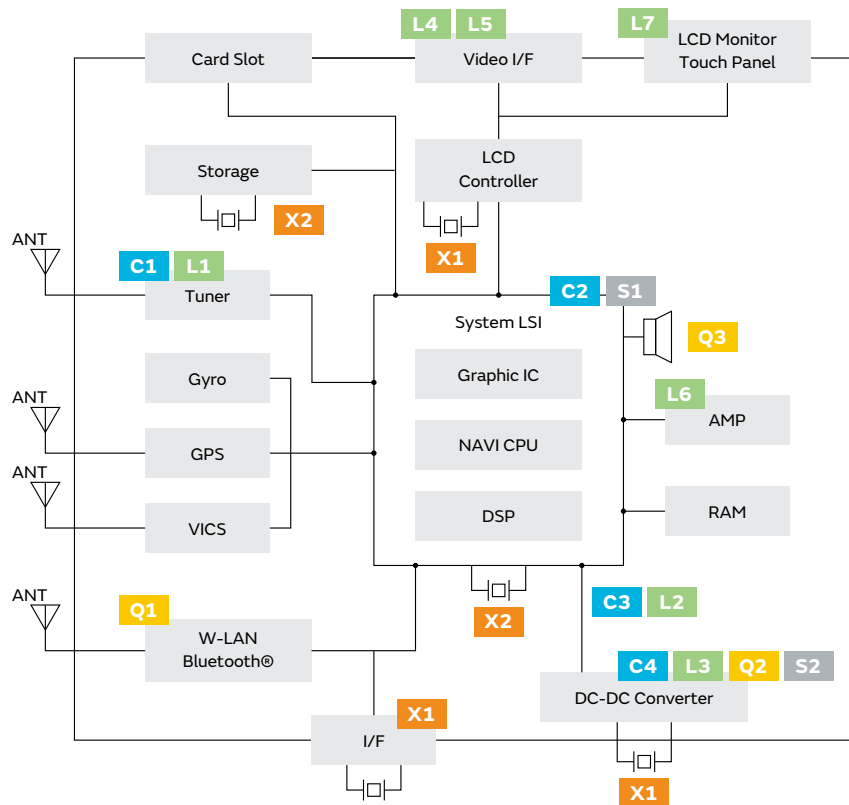 L4 L5
L7
Card Slot
Video I/F
LCD Monitor
Touch Panel
Storage
LCD
Controller
X2
X1
ANT
C1 L1
Tuner
C2 S1
System LSI
Q3
Gyro
Graphic IC
L6
ANT
AMP
GPS
NAVI CPU
ANT
VICS
DSP
RAM
ANT
Q1
X2
C3 L2
W-LAN
Bluetooth®
C4 L3 Q2 S2
DC-DC Converter
X1
I/F
X1